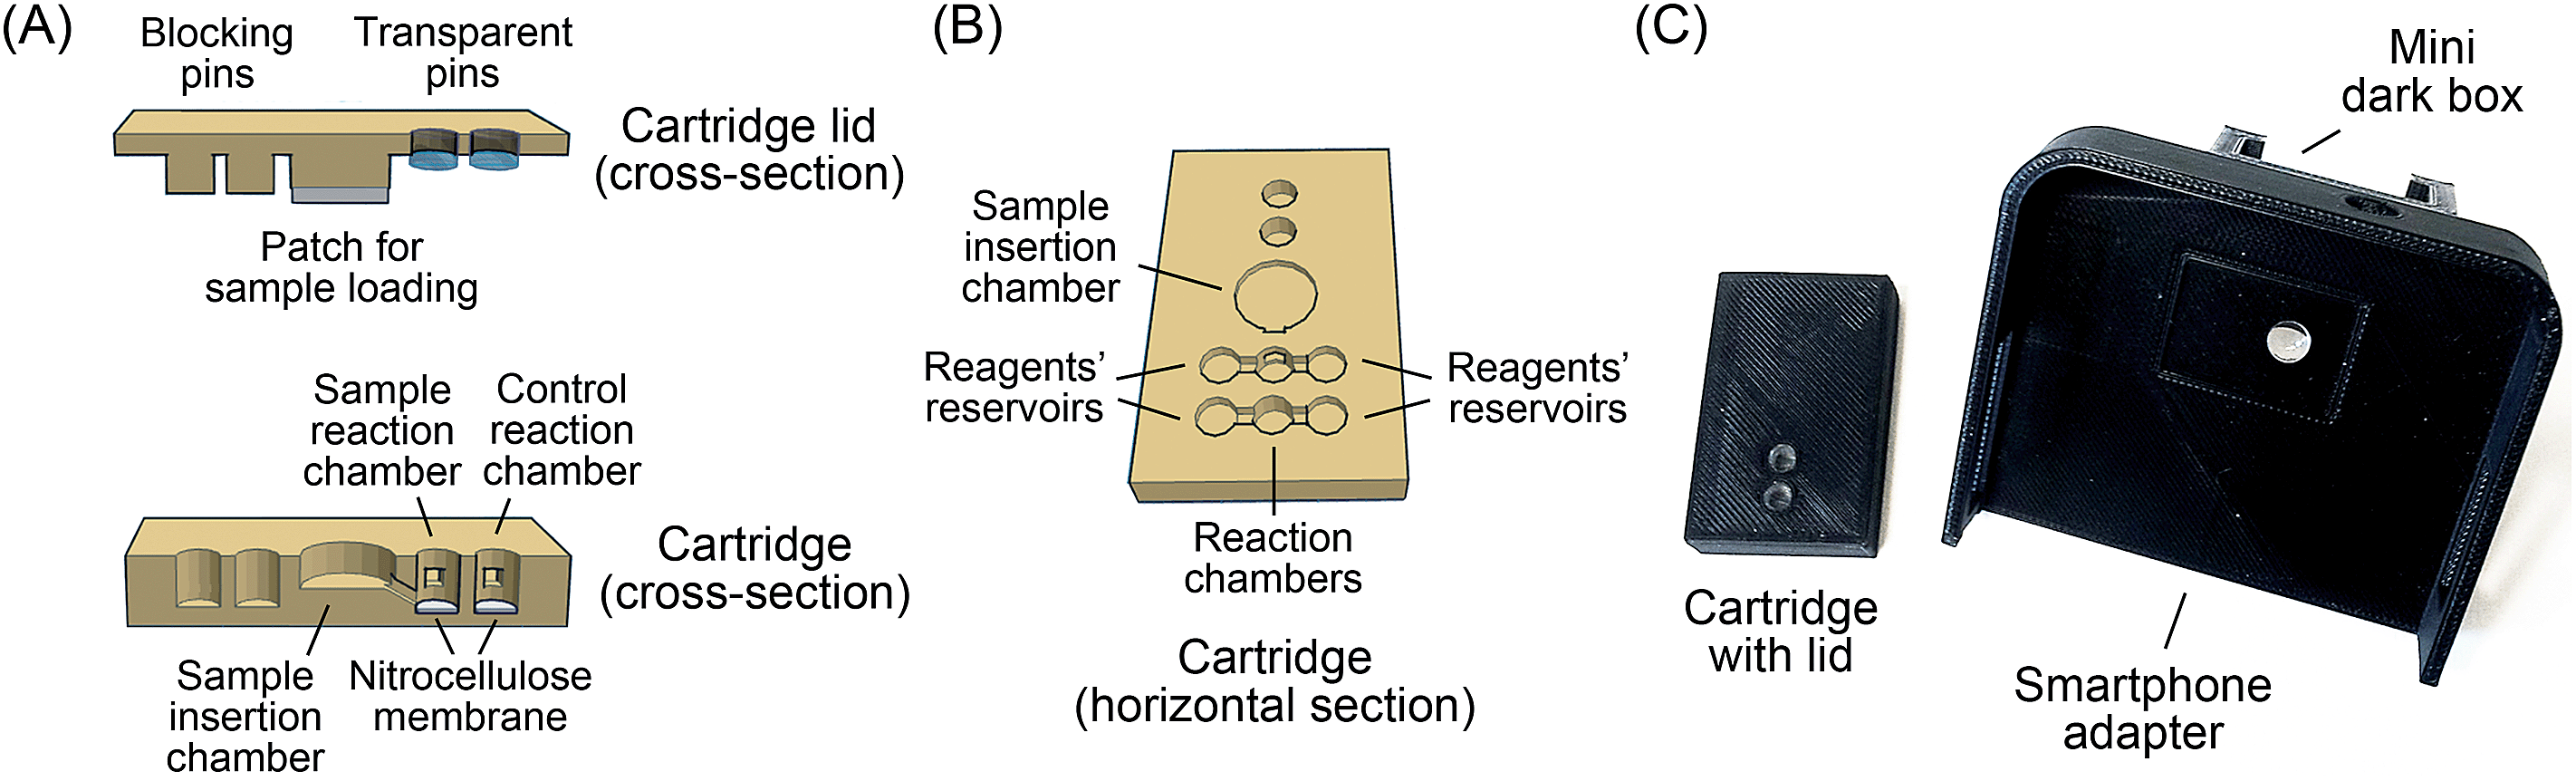 (A)
Blocking
pins
Transparent
pins
Cartridge lid
(cross-section)
Patch for
sample loading
Sample
reaction
chamber
Control
reaction
chamber
Cartridge
(cross-section)
Sample
insertion
chamber
Nitrocellulose
membrane
(B)
Sample
insertion
chamber
Reagents’
reservoirs
Reagents’
reservoirs
Reaction
chambers
Cartridge
(horizontal section)
(C)
Mini
dark box
Cartridge
with lid
Smartphone
adapter